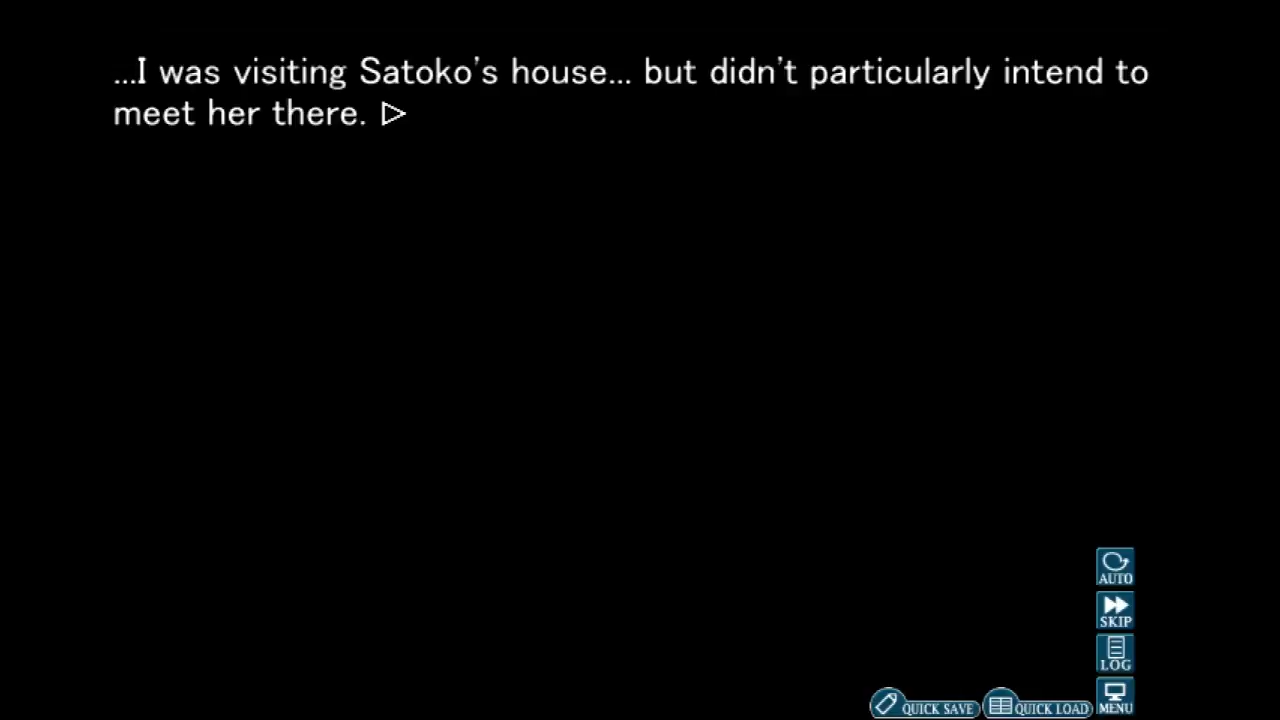 ...I was visiting Satoko's house... but didn't particularly intend to
meet her there.
AUTO
SKIP
LOG
QUICK SAVE
QUICK LOAD
MENU